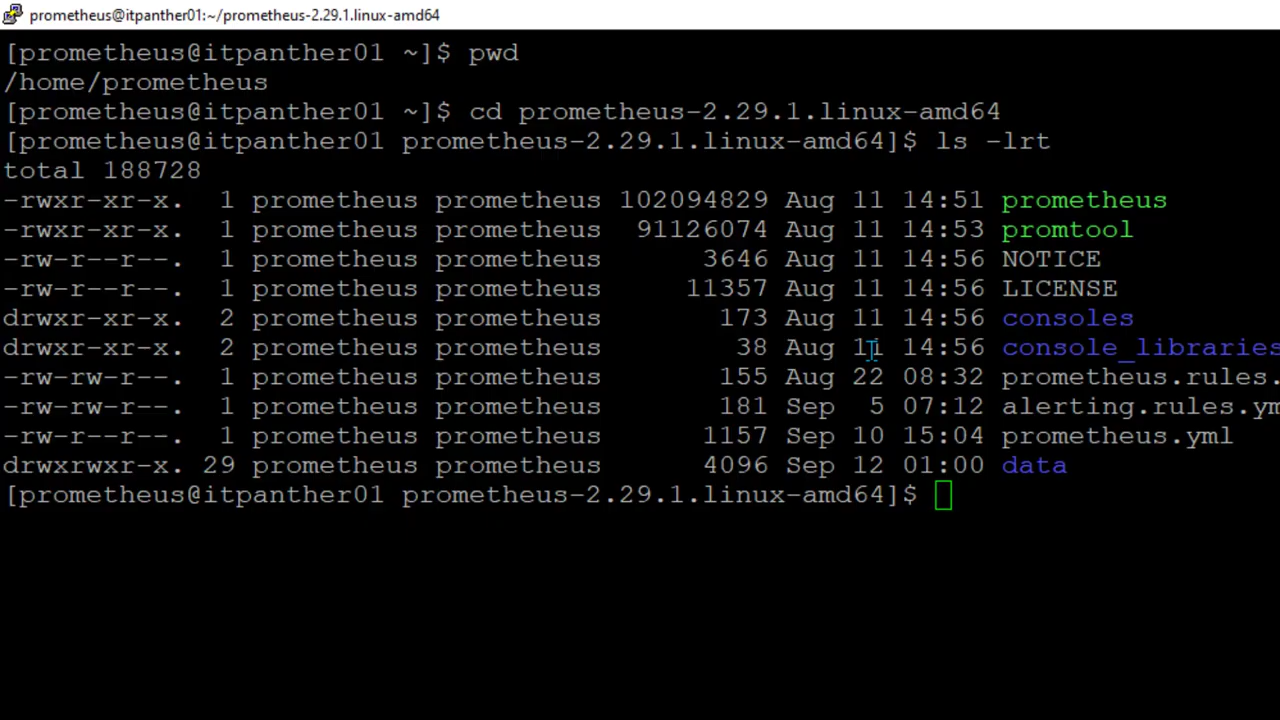 prometheus@itpanther01:~/prometheus-2.29.1.linux-amd64
[prometheus@itpanther01 ~]$ pwd
/home/prometheus
[prometheus@itpanther01 ~]$ cd prometheus-2.29.1.linux-amd64
[prometheus@itpanther01 prometheus-2.29.1.linux-amd64]$ ls -lrt
total 188728
-rwxr-xr-x.  1 prometheus prometheus 102094829 Aug 11 14:51 prometheus
-rwxr-xr-x.  1 prometheus prometheus  91126074 Aug 11 14:53 promtool
-rw-r--r--.  1 prometheus prometheus      3646 Aug 11 14:56 NOTICE
-rw-r--r--.  1 prometheus prometheus     11357 Aug 11 14:56 LICENSE
drwxr-xr-x.  2 prometheus prometheus       173 Aug 11 14:56 consoles
drwxr-xr-x.  2 prometheus prometheus        38 Aug 11 14:56 console_libraries
-rw-rw-r--.  1 prometheus prometheus       155 Aug 22 08:32 prometheus.rules.
-rw-rw-r--.  1 prometheus prometheus       181 Sep  5 07:12 alerting.rules.ym
-rw-r--r--.  1 prometheus prometheus      1157 Sep 10 15:04 prometheus.yml
drwxrwxr-x. 29 prometheus prometheus      4096 Sep 12 01:00 data
[prometheus@itpanther01 prometheus-2.29.1.linux-amd64]$